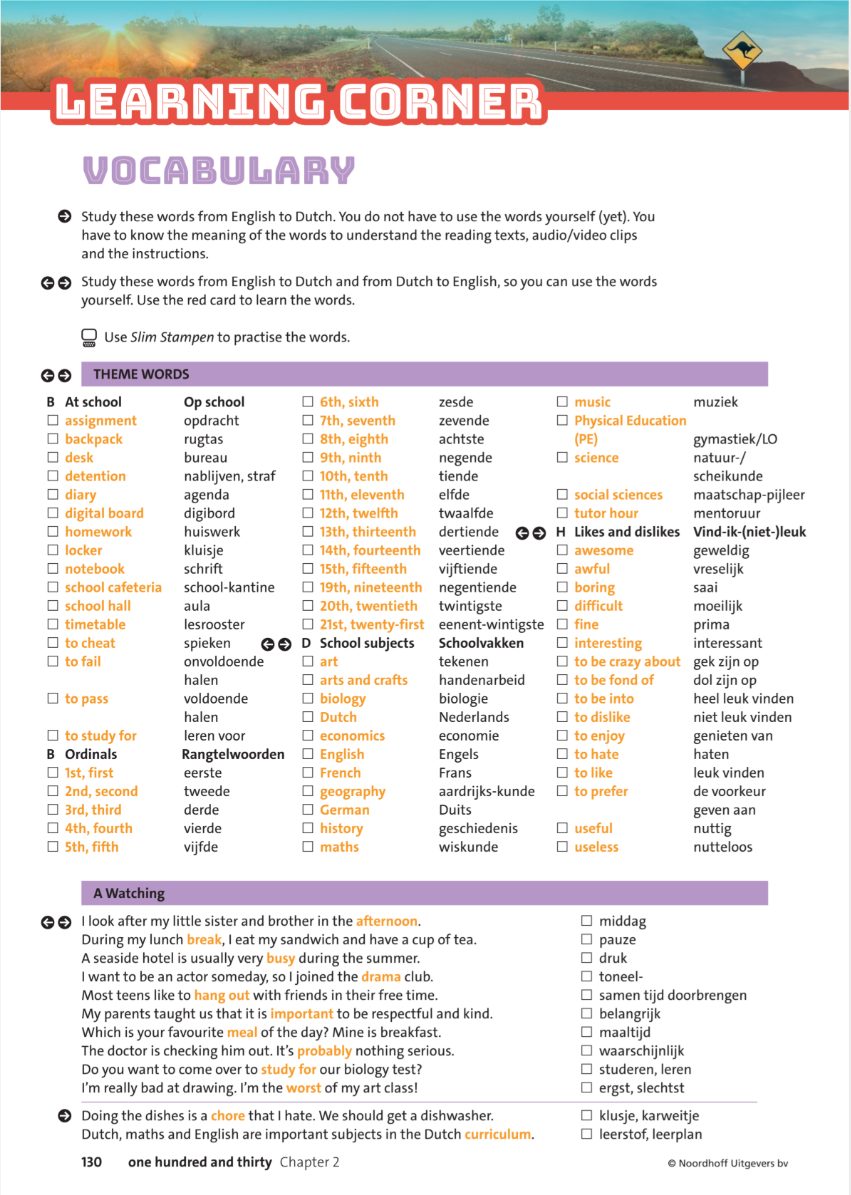 LEARNING CORNER
VOCABULARY
Study these words from English to Dutch. You do not have to use the words yourself (yet). You
have to know the meaning of the words to understand the reading texts, audio/video clips
and the instructions.
Study these words from English to Dutch and from Dutch to English, so you can use the words
yourself. Use the red card to learn the words.
Use Slim Stampen to practise the words.
THEME WORDS
B At school Op school
assignment opdracht
backpack rugtas
desk bureau
detention nablijven, straf
diary agenda
digital board digibord
homework huiswerk
locker kluisje
notebook schrift
school cafeteria school-kantine
school hall aula
timetable lesrooster
to cheat spieken
to fail onvoldoende
halen
to pass voldoende
halen
to study for leren voor
B Ordinals Rangtelwoorden
1st, first eerste
2nd, second tweede
3rd, third derde
4th, fourth vierde
5th, fifth vijfde
6th, sixth zesde
7th, seventh zevende
8th, eighth achtste
9th, ninth negende
10th, tenth tiende
11th, eleventh elfde
12th, twelfth twaalfde
13th, thirteenth dertiende
14th, fourteenth veertiende
15th, fifteenth vijftiende
19th, nineteenth negentiende
20th, twentieth twintigste
21st, twenty-first eenent-wintigste
D School subjects Schoolvakken
art tekenen
arts and crafts handenarbeid
biology biologie
Dutch Nederlands
economics economie
English Engels
French Frans
geography aardrijks-kunde
German Duits
history geschiedenis
maths wiskunde
music muziek
Physical Education
(PE) gymastiek/LO
science natuur-/
scheikunde
social sciences maatschap-pijleer
tutor hour mentoruur
H Likes and dislikes Vind-ik-(niet-)leuk
awesome geweldig
awful vreselijk
boring saai
difficult moeilijk
fine prima
interesting interessant
to be crazy about gek zijn op
to be fond of dol zijn op
to be into heel leuk vinden
to dislike niet leuk vinden
to enjoy genieten van
to hate haten
to like leuk vinden
to prefer de voorkeur
geven aan
useful nuttig
useless nutteloos
A Watching
I look after my little sister and brother in the afternoon. middag
During my lunch break, I eat my sandwich and have a cup of tea. pauze
A seaside hotel is usually very busy during the summer. druk
I want to be an actor someday, so I joined the drama club. toneel-
Most teens like to hang out with friends in their free time. samen tijd doorbrengen
My parents taught us that it is important to be respectful and kind. belangrijk
Which is your favourite meal of the day? Mine is breakfast. maaltijd
The doctor is checking him out. It's probably nothing serious. waarschijnlijk
Do you want to come over to study for our biology test? studeren, leren
I'm really bad at drawing. I'm the worst of my art class! ergst, slechtst
Doing the dishes is a chore that I hate. We should get a dishwasher. klusje, karweitje
Dutch, maths and English are important subjects in the Dutch curriculum. leerstof, leerplan
130 one hundred and thirty Chapter 2
© Noordhoff Uitgevers bv